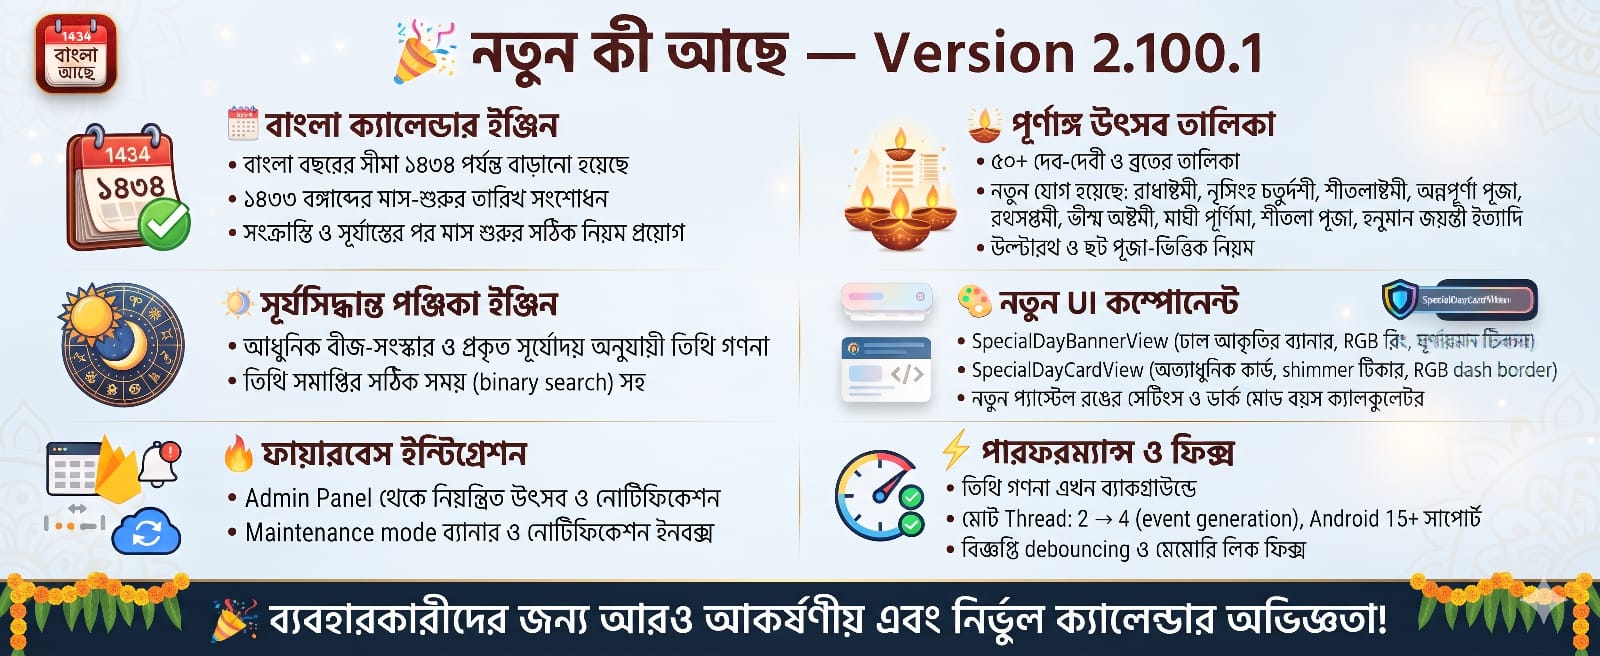 1434
বাংলা
আছে
নতুন কী আছে — Version 2.100.1
1434
১৪৩৪
বাংলা ক্যালেন্ডার ইঞ্জিন
• বাংলা বছরের সীমা ১৪৩৪ পর্যন্ত বাড়ানো হয়েছে
• ১৪৩৩ বঙ্গাব্দের মাস-শুরুর তারিখ সংশোধন
• সংক্রান্তি ও সূর্যাস্তের পর মাস শুরুর সঠিক নিয়ম প্রয়োগ
পূর্ণাঙ্গ উৎসব তালিকা
• ৫০+ দেব-দেবী ও ব্রতের তালিকা
• নতুন যোগ হয়েছে: রাধাষ্টমী, নৃসিংহ চতুর্দশী, শীতলাষ্টমী, অন্নপূর্ণা পূজা,
রথসপ্তমী, ভীষ্ম অষ্টমী, মাঘী পূর্ণিমা, শীতলা পূজা, হনুমান জয়ন্তী ইত্যাদি
• উল্টারথ ও ছট পূজা-ভিত্তিক নিয়ম
সূর্যসিদ্ধান্ত পঞ্জিকা ইঞ্জিন
• আধুনিক বীজ-সংস্কার ও প্রকৃত সূর্যোদয় অনুযায়ী তিথি গণনা
• তিথি সমাপ্তির সঠিক সময় (binary search) সহ
নতুন UI কম্পোনেন্ট
• SpecialDayBannerView (ঢাল আকৃতির ব্যানার, RGB রিং,
• SpecialDayCardView (অত্যাধুনিক কার্ড, shimmer টিকার, RGB dash border)
• নতুন প্যাস্টেল রঙের সেটিংস ও ডার্ক মোড বয়স ক্যালকুলেটর
</>
ফায়ারবেস ইন্টিগ্রেশন
• Admin Panel থেকে নিয়ন্ত্রিত উৎসব ও নোটিফিকেশন
• Maintenance mode ব্যানার ও নোটিফিকেশন ইনবক্স
পারফরম্যান্স ও ফিক্স
• তিথি গণনা এখন ব্যাকগ্রাউন্ডে
• মোট Thread: 2 → 4 (event generation), Android 15+ সাপোর্ট
• বিজ্ঞপ্তি debouncing ও মেমোরি লিক ফিক্স
ব্যবহারকারীদের জন্য আরও আকর্ষণীয় এবং নির্ভুল ক্যালেন্ডার অভিজ্ঞতা!